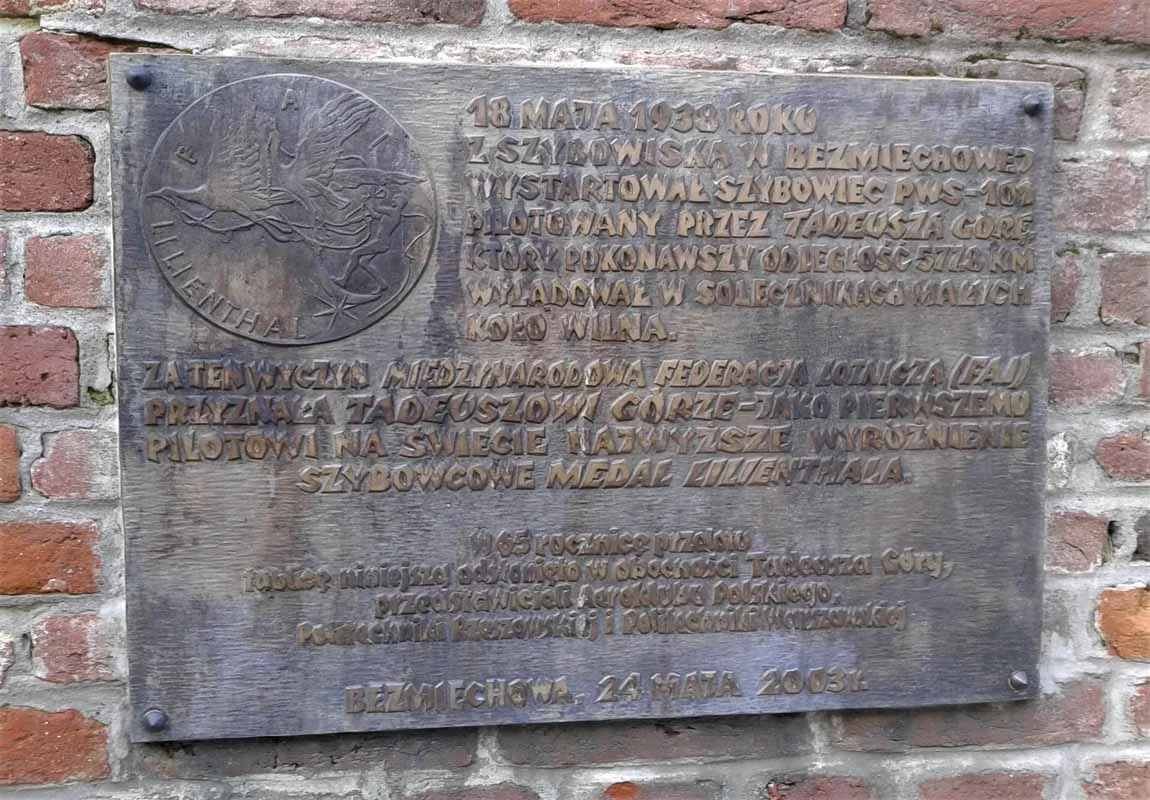 F A I
LILIENTHAL
18 MAJA 1938 ROKU
Z SZYBOWISKA W BEZMIECHOWEJ
WYSTARTOWAŁ SZYBOWIEC PWS-101
PILOTOWANY PRZEZ TADEUSZA GÓRĘ
KTÓRY POKONAWSZY ODLEGŁOŚĆ 577.8 KM
WYLĄDOWAŁ W SOLECZNIKACH MAŁYCH
KOŁO WILNA.
ZA TEN WYCZYN MIĘDZYNARODOWA FEDERACJA LOTNICZA (FAI)
PRZYZNAŁA TADEUSZOWI GÓRZE-JAKO PIERWSZEMU
PILOTOWI NA ŚWIECIE NAJWYŻSZE WYRÓŻNIENIE
SZYBOWCOWE MEDAL LILIENTHALA.
W 65 rocznicę przelotu
tablicę niniejszą odsłonięto w obecności Tadeusza Góry,
przedstawicieli Aeroklubu Polskiego,
Politechniki Rzeszowskiej i Politechniki Warszawskiej
BEZMIECHOWA, 24 MAJA 2003r.